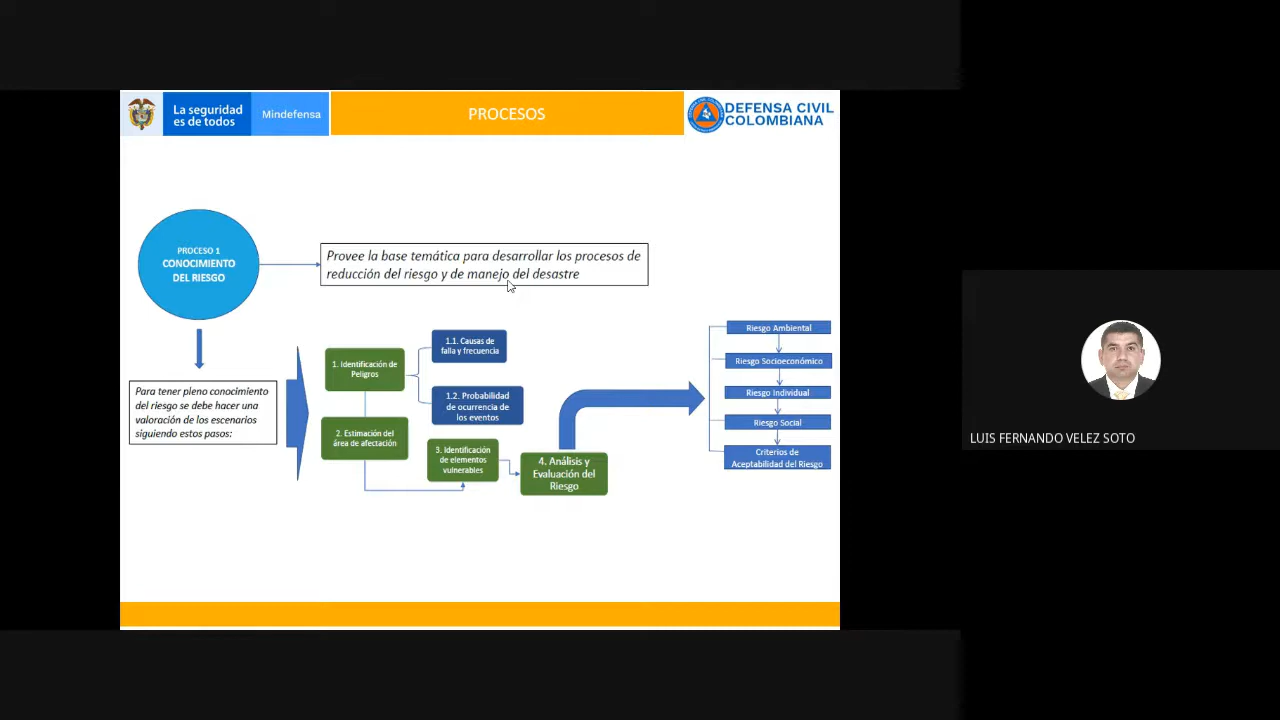 La seguridad
es de todos
Mindefensa
PROCESOS
DEFENSA CIVIL
COLOMBIANA
PROCESO 1
CONOCIMIENTO
DEL RIESGO
Provee la base temática para desarrollar los procesos de
reducción del riesgo y de manejo del desastre
Para tener pleno conocimiento
del riesgo se debe hacer una
valoración de los escenarios
siguiendo estos pasos:
1. Identificación de
Peligros
1.1. Causas de
falla y frecuencia
1.2. Probabilidad
de ocurrencia de
los eventos
2. Estimación del
área de afectación
3. Identificación
de elementos
vulnerables
4. Análisis y
Evaluación del
Riesgo
Riesgo Ambiental
Riesgo Socioeconómico
Riesgo Individual
Riesgo Social
Criterios de
Aceptabilidad del Riesgo
LUIS FERNANDO VELEZ SOTO